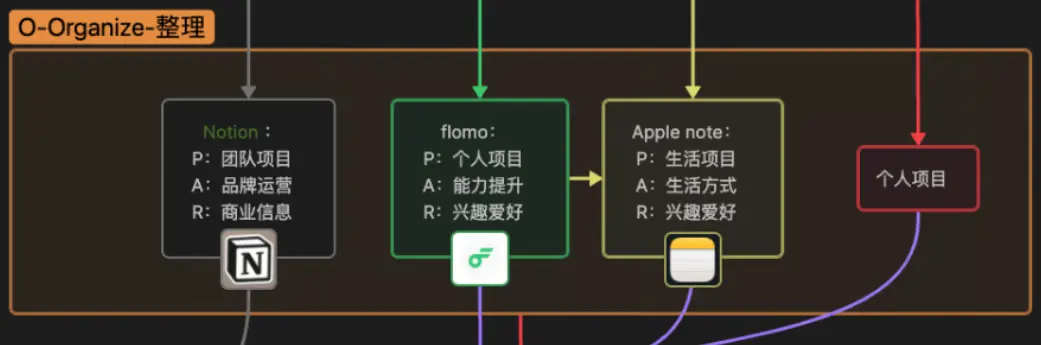 O-Organize-整理
Notion：
P：团队项目
A：品牌运营
R：商业信息
flomo：
P：个人项目
A：能力提升
R：兴趣爱好
Apple note：
P：生活项目
A：生活方式
R：兴趣爱好
个人项目
N